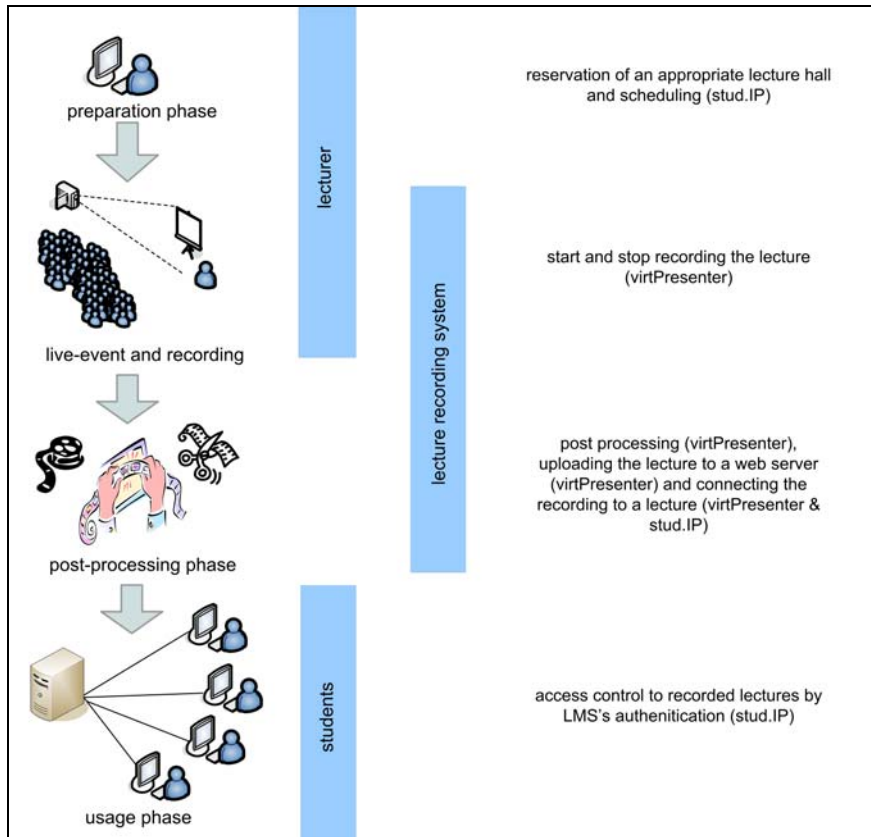 preparation phase
lecturer
reservation of an appropriate lecture hall
and scheduling (stud.IP)
live-event and recording
lecture recording system
start and stop recording the lecture
(virtPresenter)
post-processing phase
post processing (virtPresenter),
uploading the lecture to a web server
(virtPresenter) and connecting the
recording to a lecture (virtPresenter &
stud.IP)
usage phase
students
access control to recorded lectures by
LMS's authenitication (stud.IP)